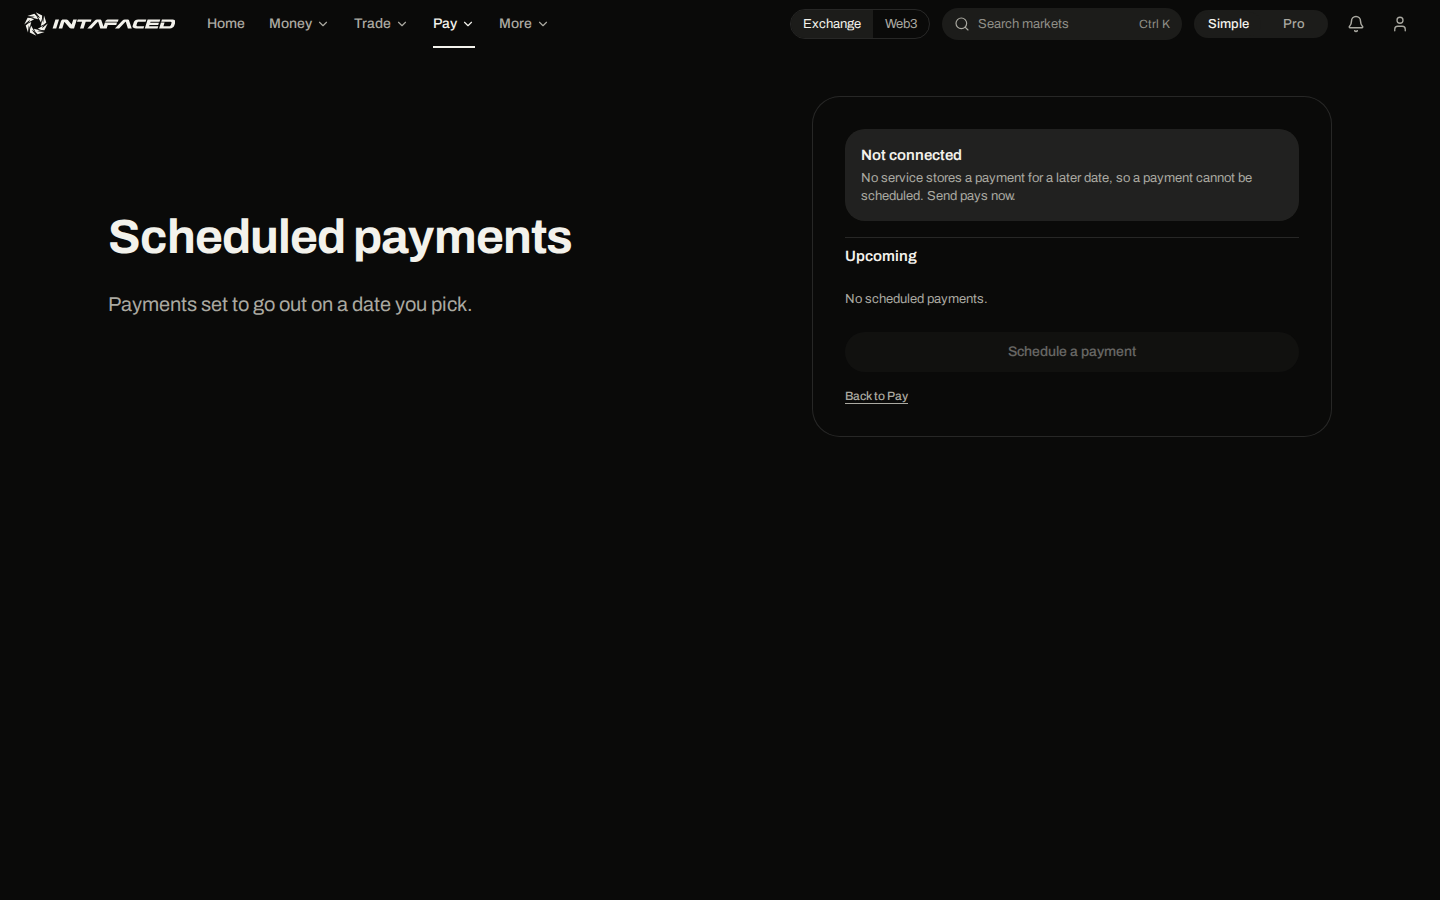 INTAFACED
Home
Money
Trade
Pay
More
Exchange
Web3
Search markets
Ctrl K
Simple
Pro
Scheduled payments
Payments set to go out on a date you pick.
Not connected
No service stores a payment for a later date, so a payment cannot be
scheduled. Send pays now.
Upcoming
No scheduled payments.
Schedule a payment
Back to Pay